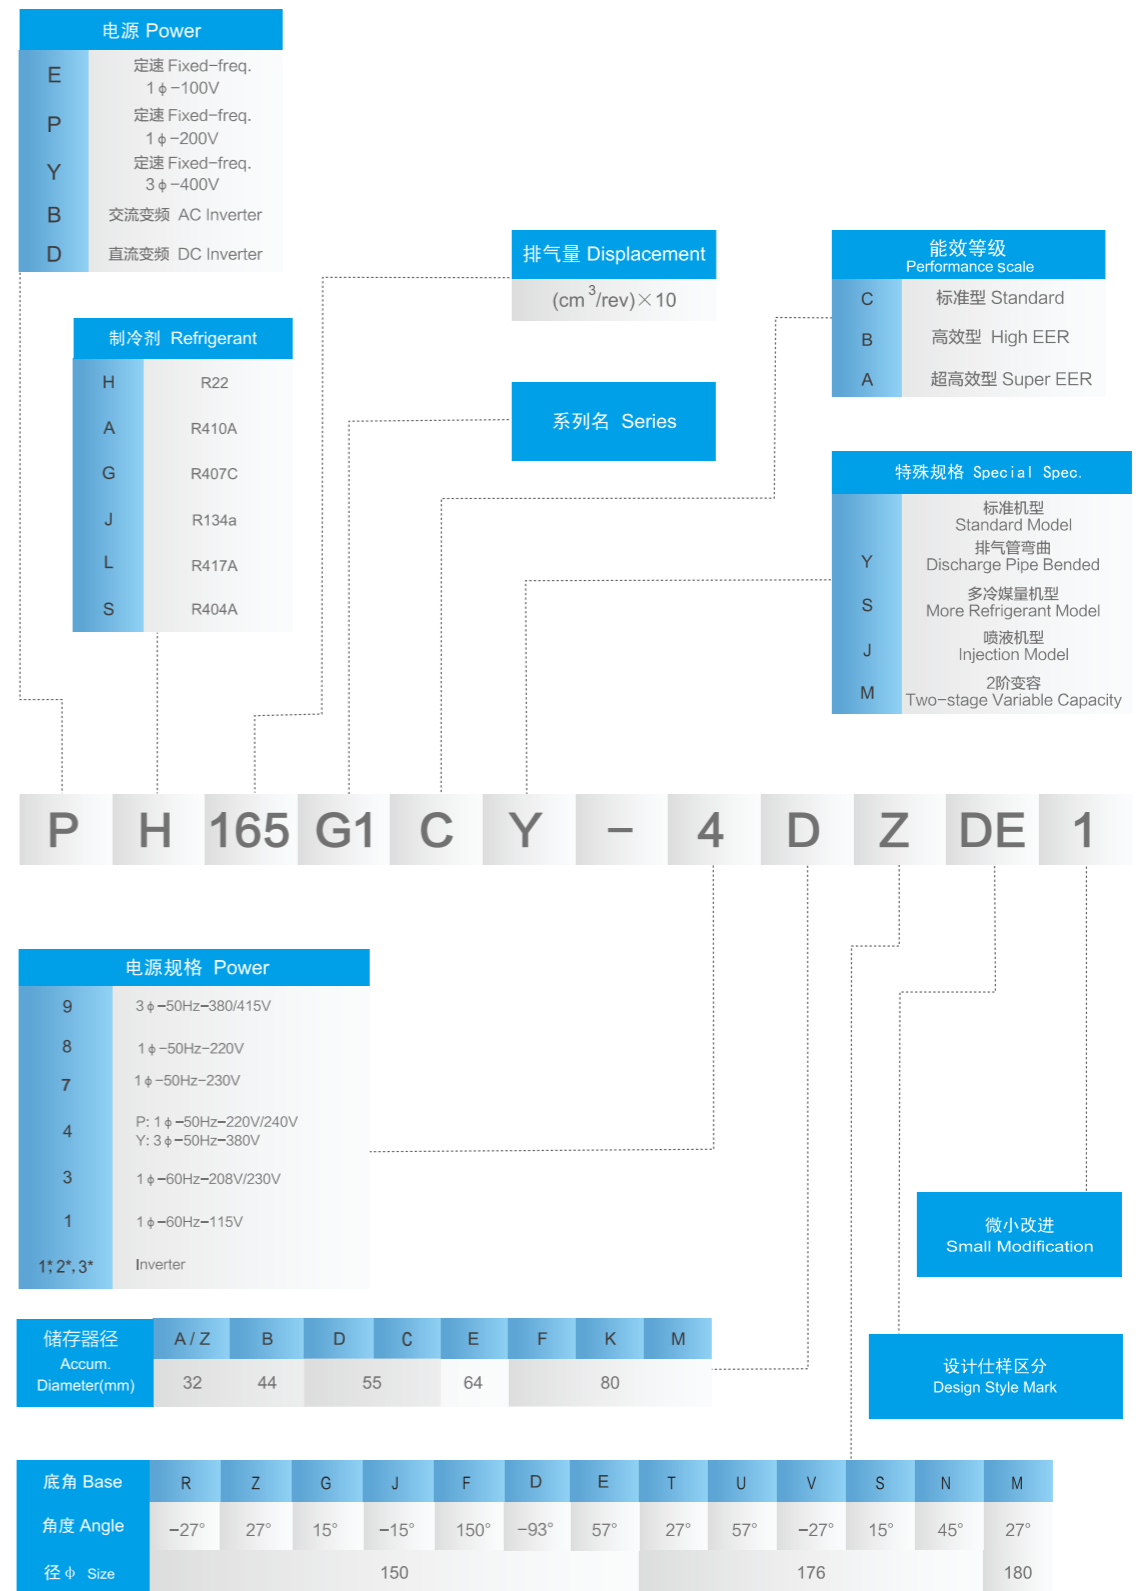 电源 Power
E 定速 Fixed-freq.
1ϕ-100V
P 定速 Fixed-freq.
1ϕ-200V
Y 定速 Fixed-freq.
3ϕ-400V
B 交流变频 AC Inverter
D 直流变频 DC Inverter
制冷剂 Refrigerant
H R22
A R410A
G R407C
J R134a
L R417A
S R404A
排气量 Displacement
(cm³/rev)×10
系列名 Series
能效等级
Performance scale
C 标准型 Standard
B 高效型 High EER
A 超高效型 Super EER
特殊规格 Special Spec.
标准机型
Standard Model
Y 排气管弯曲
Discharge Pipe Bended
S 多冷媒量机型
More Refrigerant Model
J 喷液机型
Injection Model
M 2阶变容
Two-stage Variable Capacity
P H 165 G1 C Y - 4 D Z DE 1
电源规格 Power
9 3ϕ-50Hz-380/415V
8 1ϕ-50Hz-220V
7 1ϕ-50Hz-230V
4 P: 1ϕ-50Hz-220V/240V
Y: 3ϕ-50Hz-380V
3 1ϕ-60Hz-208V/230V
1 1ϕ-60Hz-115V
1*, 2*, 3* Inverter
微小改进
Small Modification
设计仕样区分
Design Style Mark
储存器径
Accum.
Diameter(mm)
A / Z B D C E F K M
32 44 55 64 80
底角 Base R Z G J F D E T U V S N M
角度 Angle -27° 27° 15° -15° 150° -93° 57° 27° 57° -27° 15° 45° 27°
径ϕ Size 150 176 180